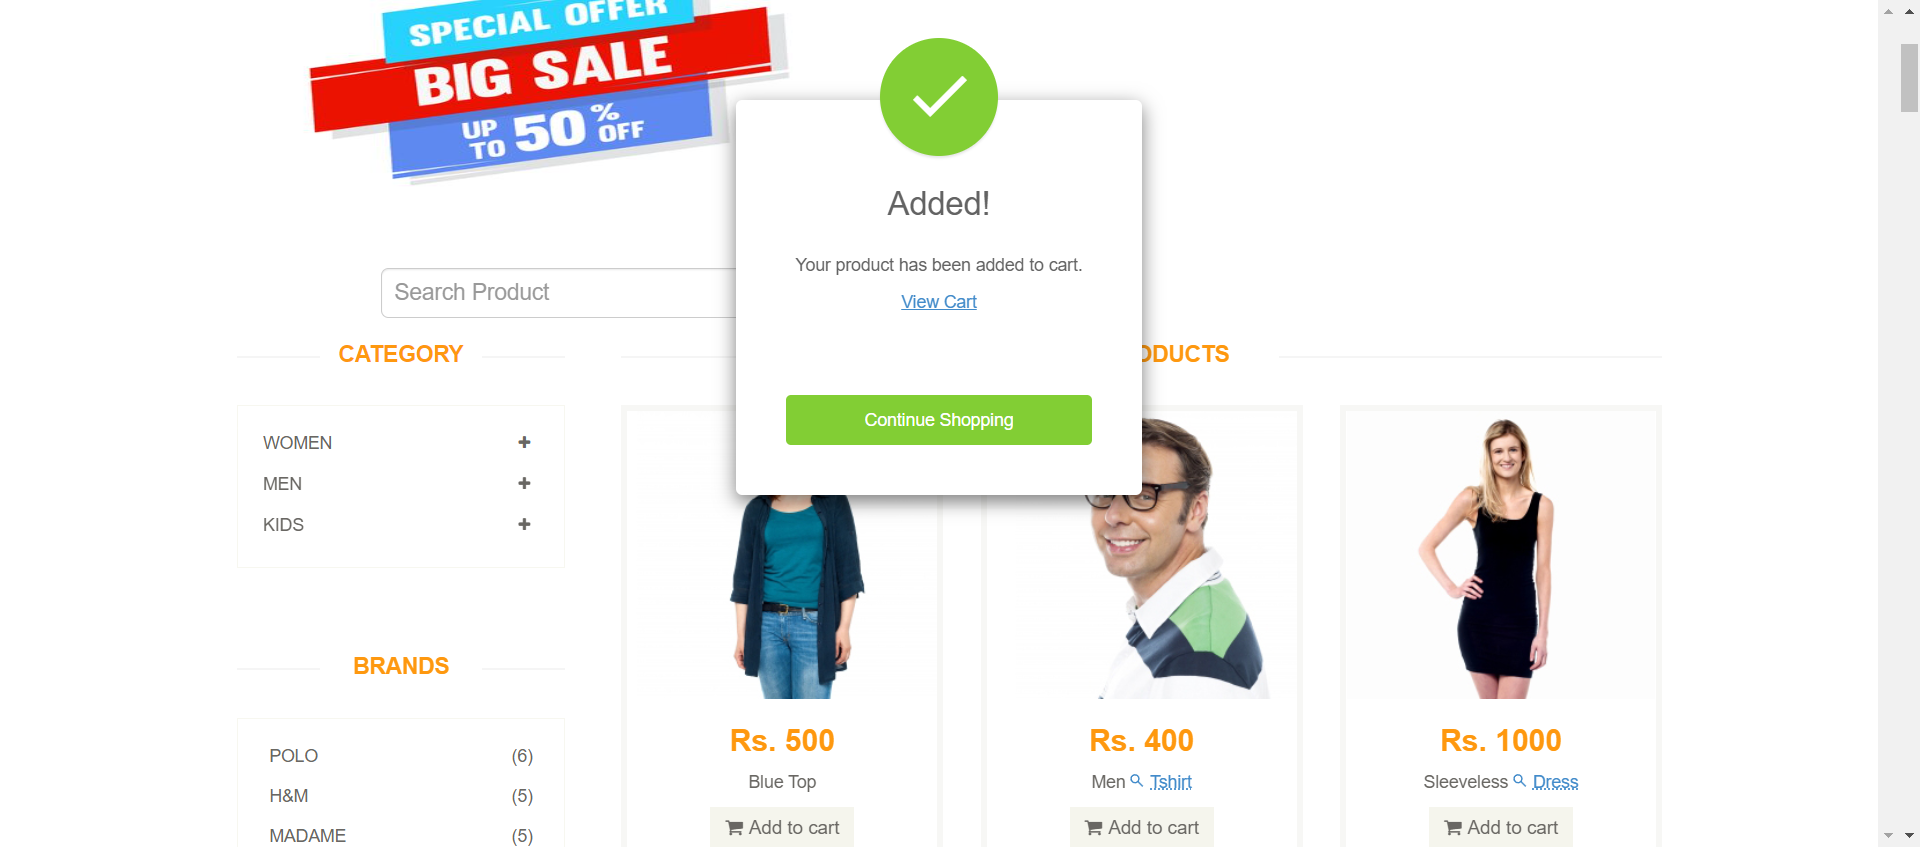 SPECIAL OFFER
BIG SALE
UP TO 50% OFF
Added!
Your product has been added to cart.
View Cart
Continue Shopping
Search Product
CATEGORY
WOMEN
MEN
KIDS
BRANDS
POLO (6)
H&M (5)
MADAME (5)
ODUCTS
Rs. 500
Blue Top
Add to cart
Rs. 400
Men Tshirt
Add to cart
Rs. 1000
Sleeveless Dress
Add to cart